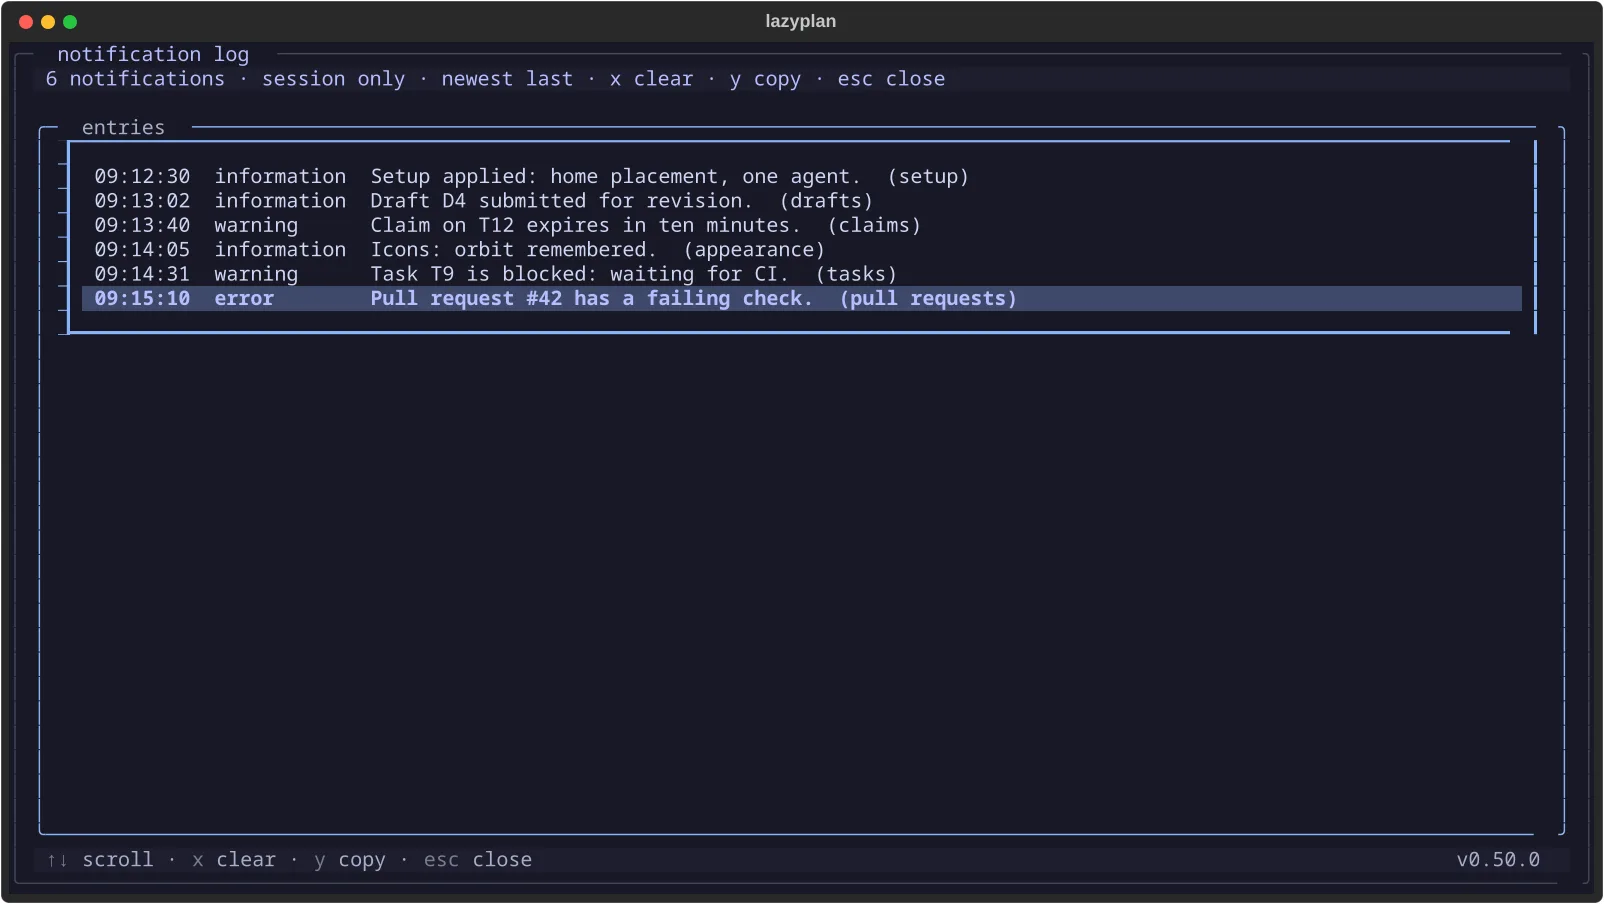 lazyplan
notification log
6 notifications · session only · newest last · x clear · y copy · esc close
entries
09:12:30 information Setup applied: home placement, one agent. (setup)
09:13:02 information Draft D4 submitted for revision. (drafts)
09:13:40 warning Claim on T12 expires in ten minutes. (claims)
09:14:05 information Icons: orbit remembered. (appearance)
09:14:31 warning Task T9 is blocked: waiting for CI. (tasks)
09:15:10 error Pull request #42 has a failing check. (pull requests)
↑↓ scroll · x clear · y copy · esc close v0.50.0